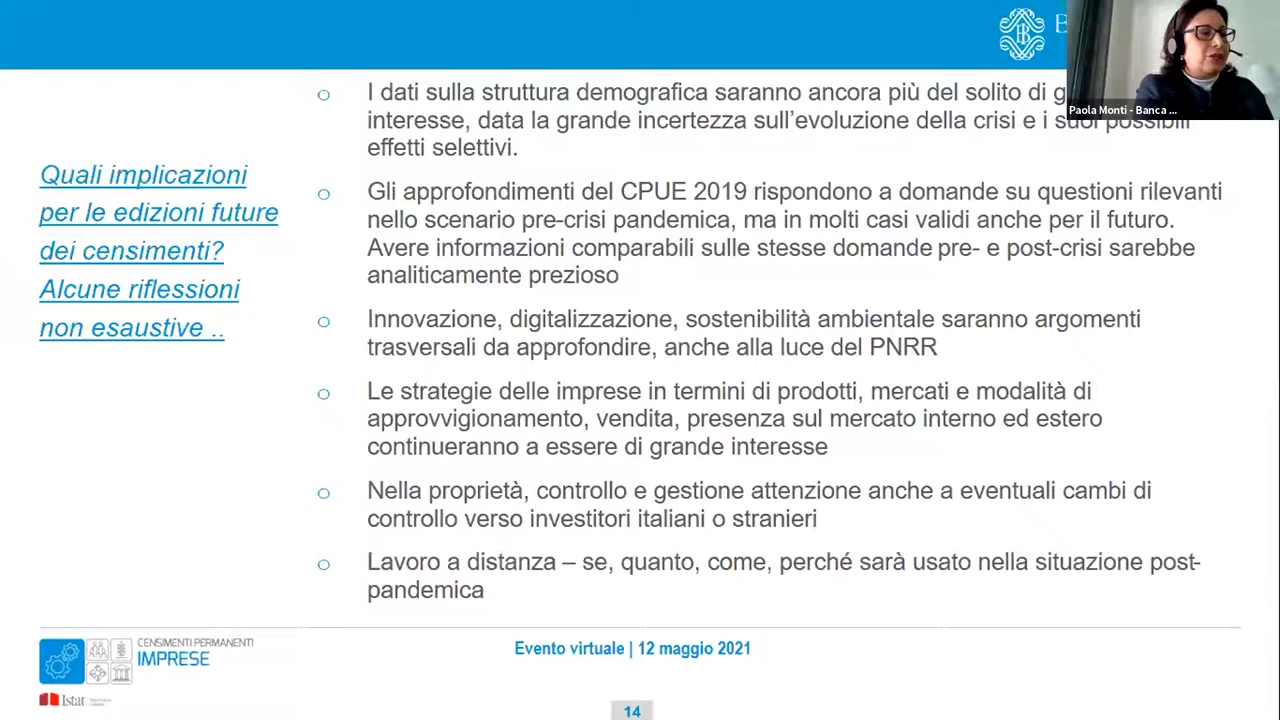 Paola Monti - Banca ...
Quali implicazioni
per le edizioni future
dei censimenti?
Alcune riflessioni
non esaustive ..
I dati sulla struttura demografica saranno ancora più del solito di g
interesse, data la grande incertezza sull’evoluzione della crisi e i suoi possibili
effetti selettivi.
Gli approfondimenti del CPUE 2019 rispondono a domande su questioni rilevanti
nello scenario pre-crisi pandemica, ma in molti casi validi anche per il futuro.
Avere informazioni comparabili sulle stesse domande pre- e post-crisi sarebbe
analiticamente prezioso
Innovazione, digitalizzazione, sostenibilità ambientale saranno argomenti
trasversali da approfondire, anche alla luce del PNRR
Le strategie delle imprese in termini di prodotti, mercati e modalità di
approvvigionamento, vendita, presenza sul mercato interno ed estero
continueranno a essere di grande interesse
Nella proprietà, controllo e gestione attenzione anche a eventuali cambi di
controllo verso investitori italiani o stranieri
Lavoro a distanza – se, quanto, come, perché sarà usato nella situazione post-
pandemica
CENSIMENTI PERMANENTI
IMPRESE
Istat
Evento virtuale | 12 maggio 2021
14